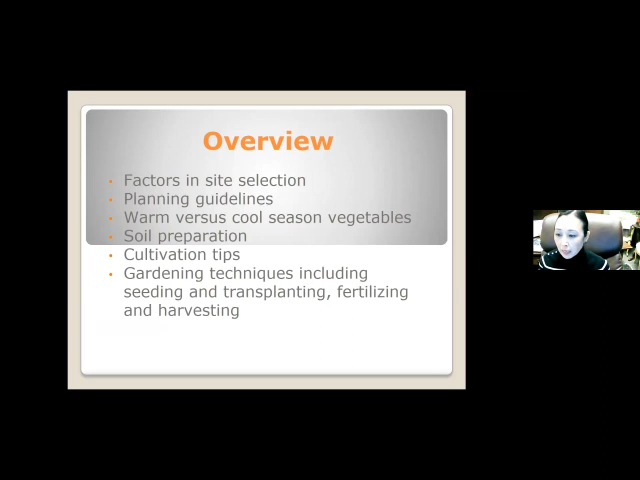 Overview
Factors in site selection
Planning guidelines
Warm versus cool season vegetables
Soil preparation
Cultivation tips
Gardening techniques including
seeding and transplanting, fertilizing
and harvesting